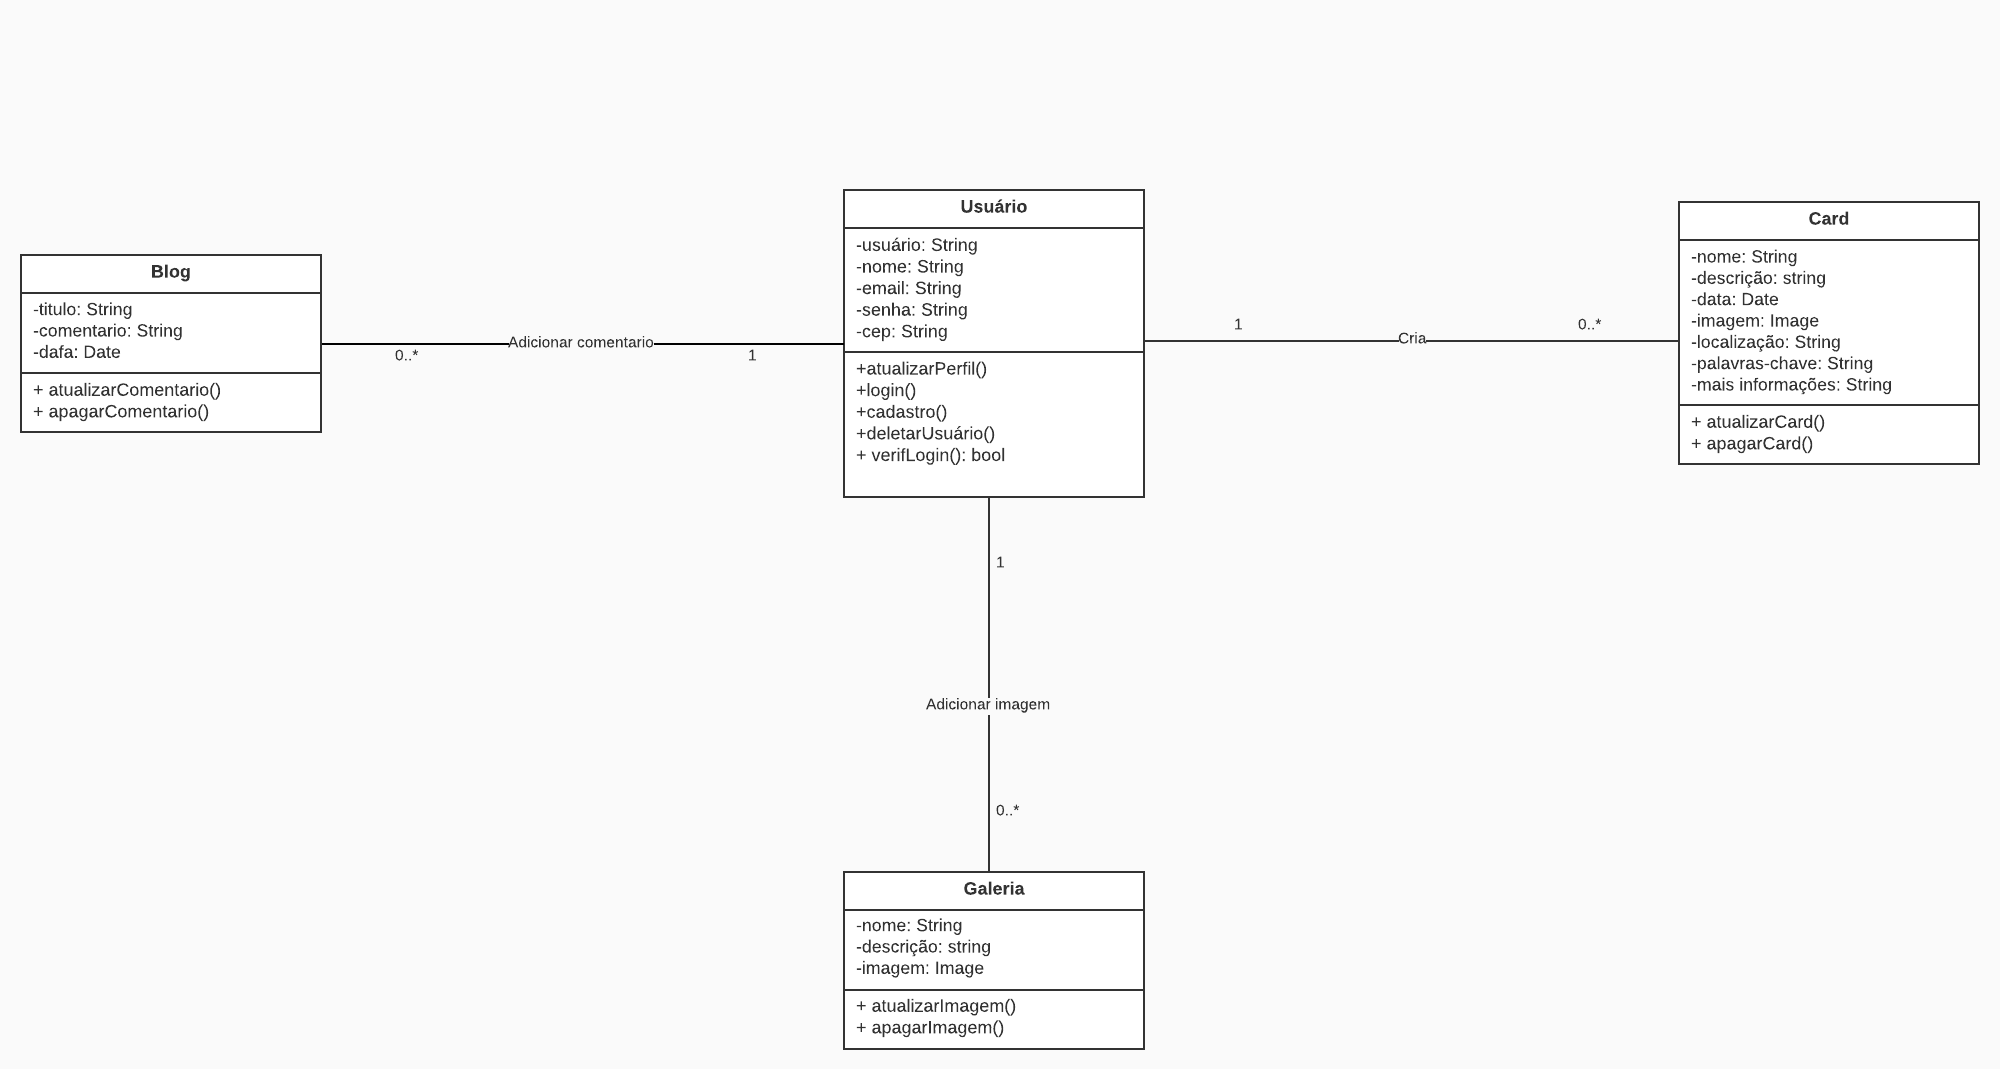 Blog
-titulo: String
-comentario: String
-dafa: Date
+ atualizarComentario()
+ apagarComentario()
0..*
Adicionar comentario
1
Usuário
-usuário: String
-nome: String
-email: String
-senha: String
-cep: String
+atualizarPerfil()
+login()
+cadastro()
+deletarUsuário()
+ verifLogin(): bool
1
Cria
0..*
Card
-nome: String
-descrição: string
-data: Date
-imagem: Image
-localização: String
-palavras-chave: String
-mais informações: String
+ atualizarCard()
+ apagarCard()
1
Adicionar imagem
0..*
Galeria
-nome: String
-descrição: string
-imagem: Image
+ atualizarImagem()
+ apagarImagem()